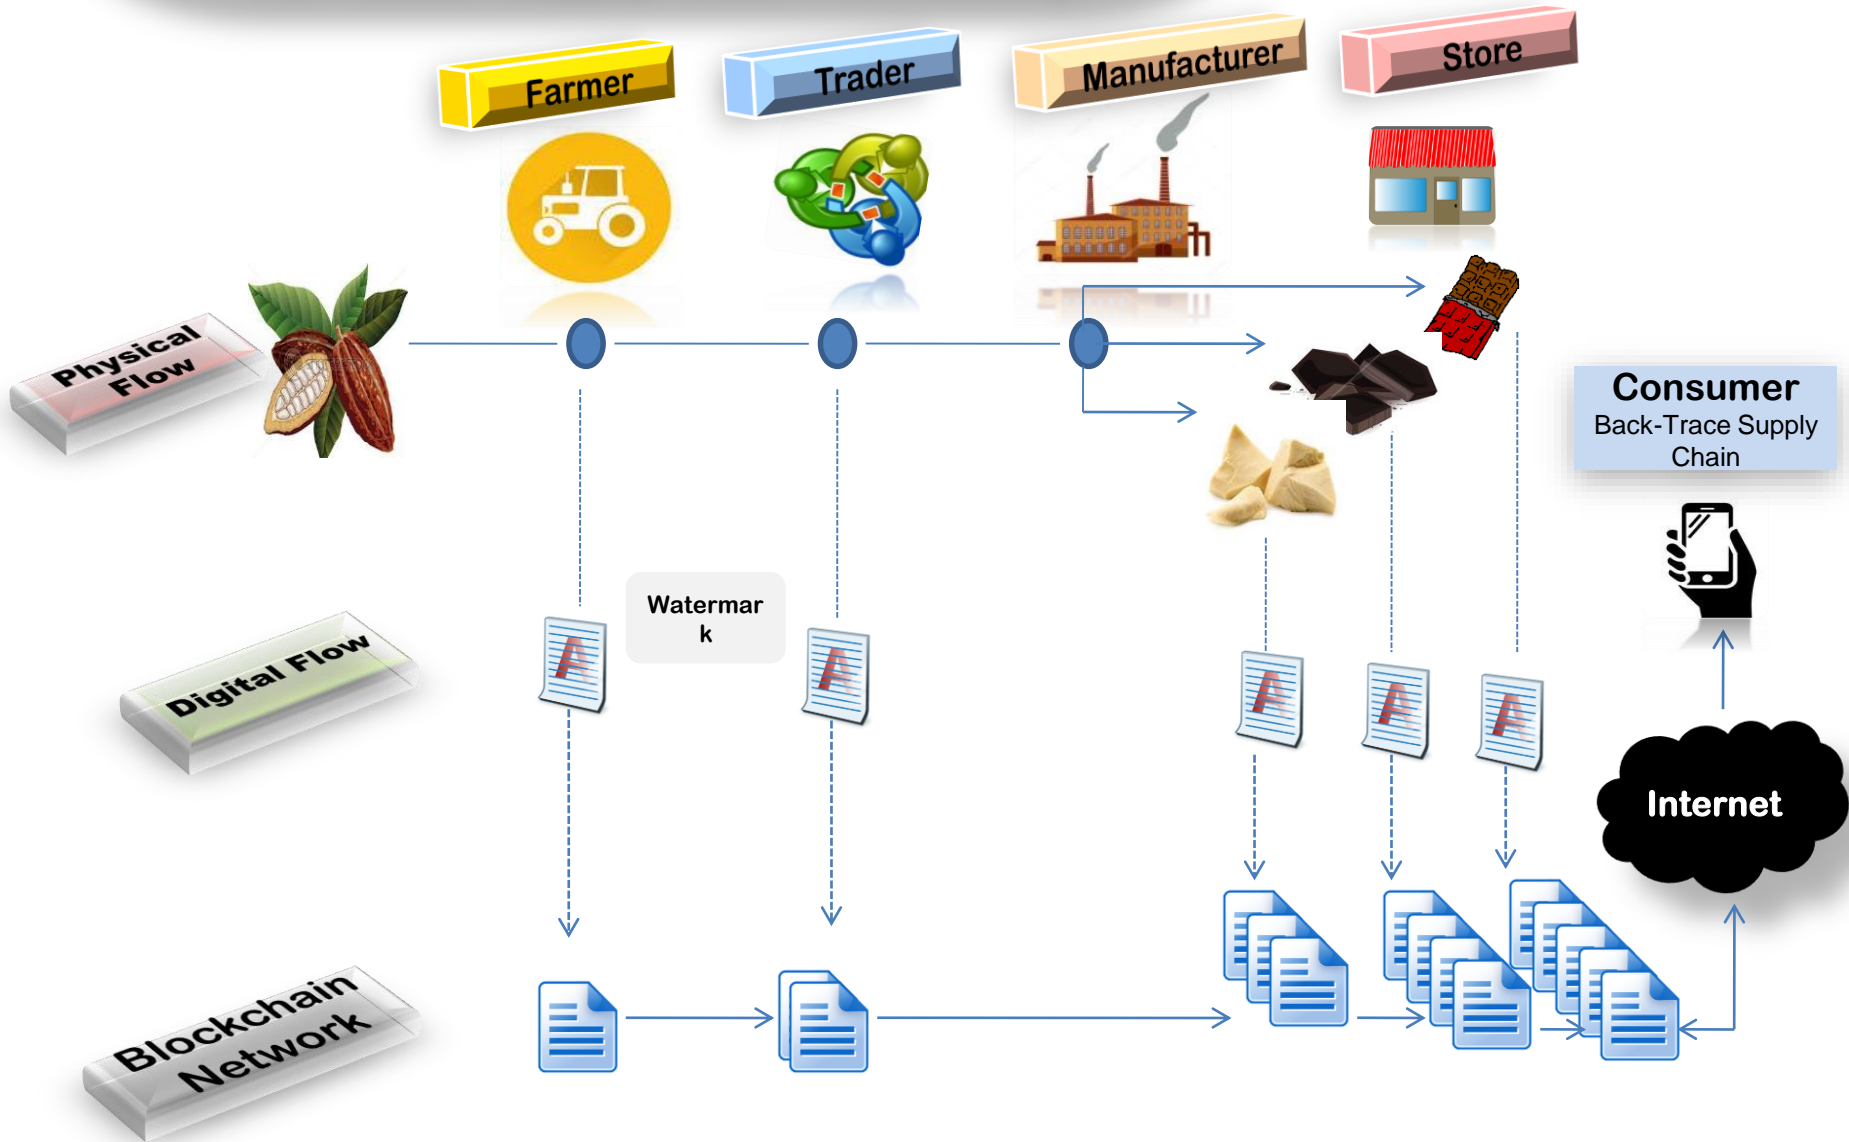 Farmer
Trader
Manufacturer
Store
Physical
Flow
Consumer
Back-Trace Supply
Chain
Watermar
k
A
A
A
A
A
Digital Flow
Internet
Blockchain
Network